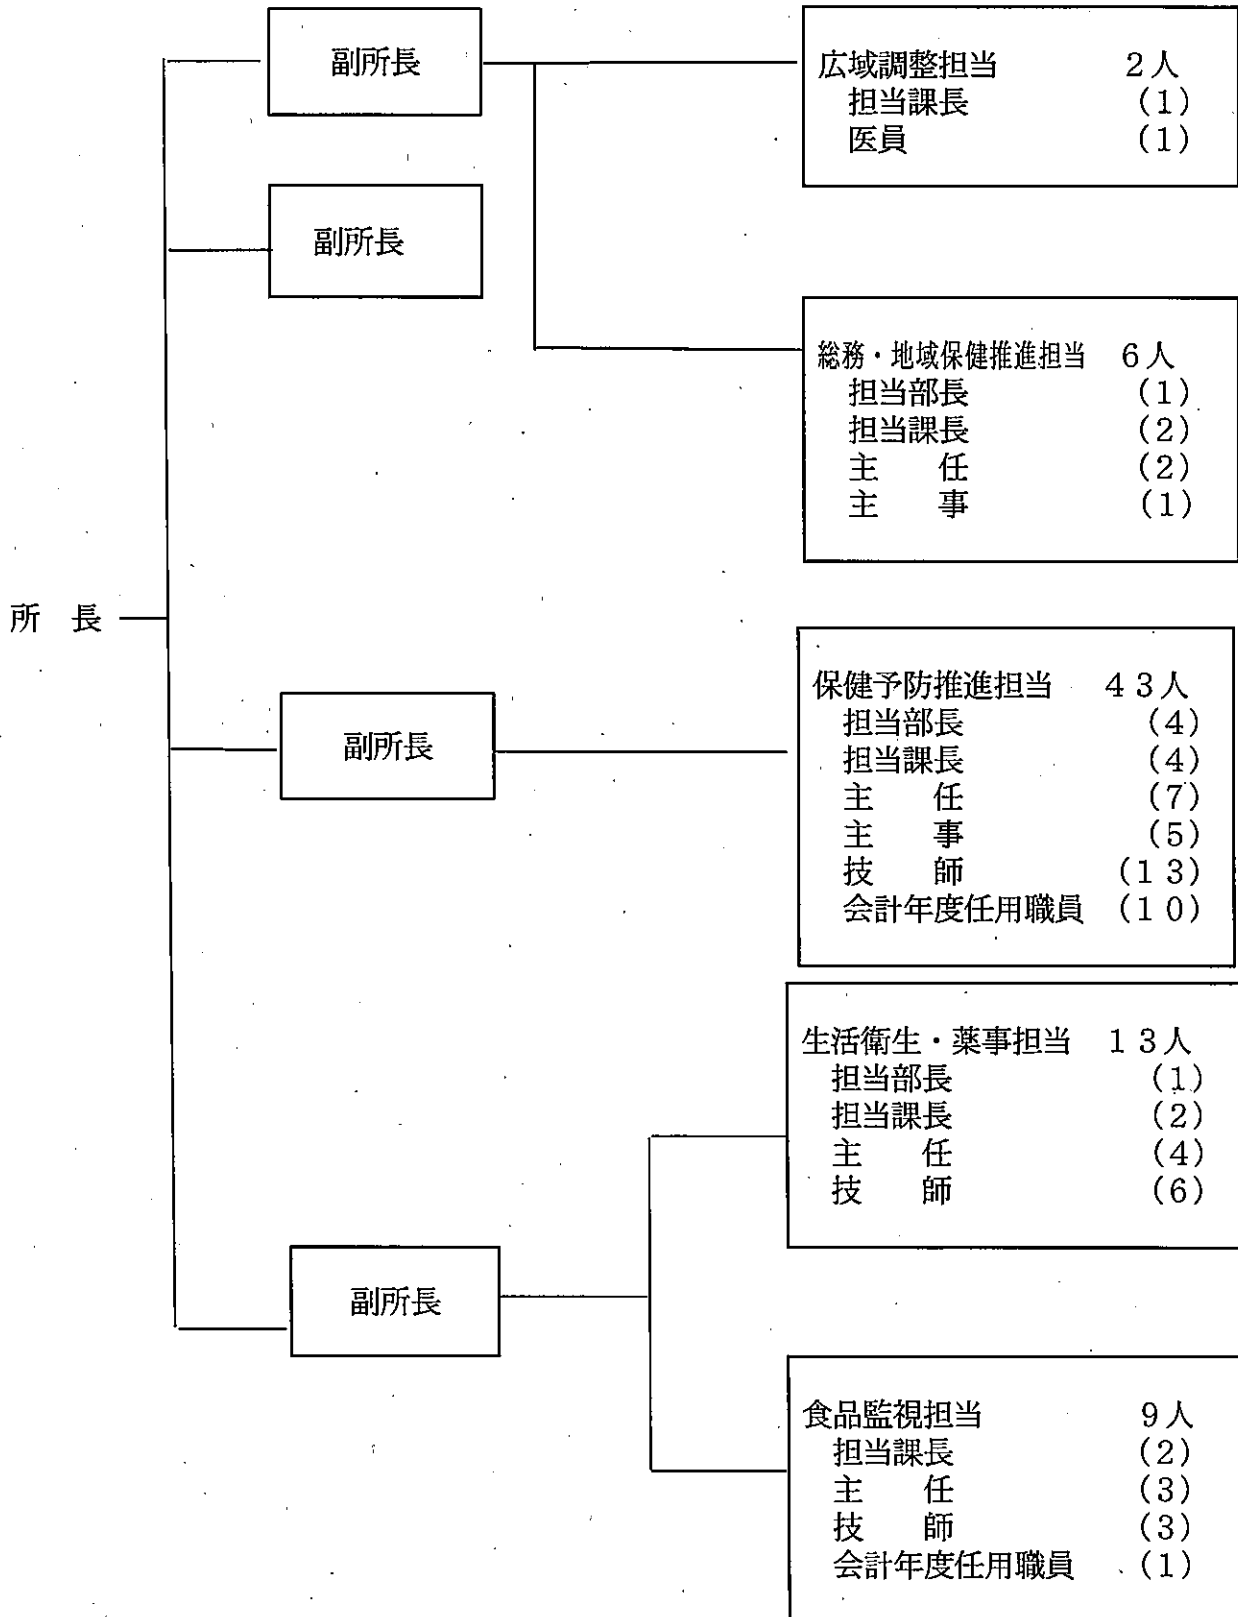 副所長
広域調整担当 2人
担当課長 (1)
医員 (1)
副所長
総務・地域保健推進担当 6人
担当部長 (1)
担当課長 (2)
主 任 (2)
主 事 (1)
所 長
副所長
保健予防推進担当 43人
担当部長 (4)
担当課長 (4)
主 任 (7)
主 事 (5)
技 師 (13)
会計年度任用職員 (10)
生活衛生・薬事担当 13人
担当部長 (1)
担当課長 (2)
主 任 (4)
技 師 (6)
副所長
食品監視担当 9人
担当課長 (2)
主 任 (3)
技 師 (3)
会計年度任用職員 (1)